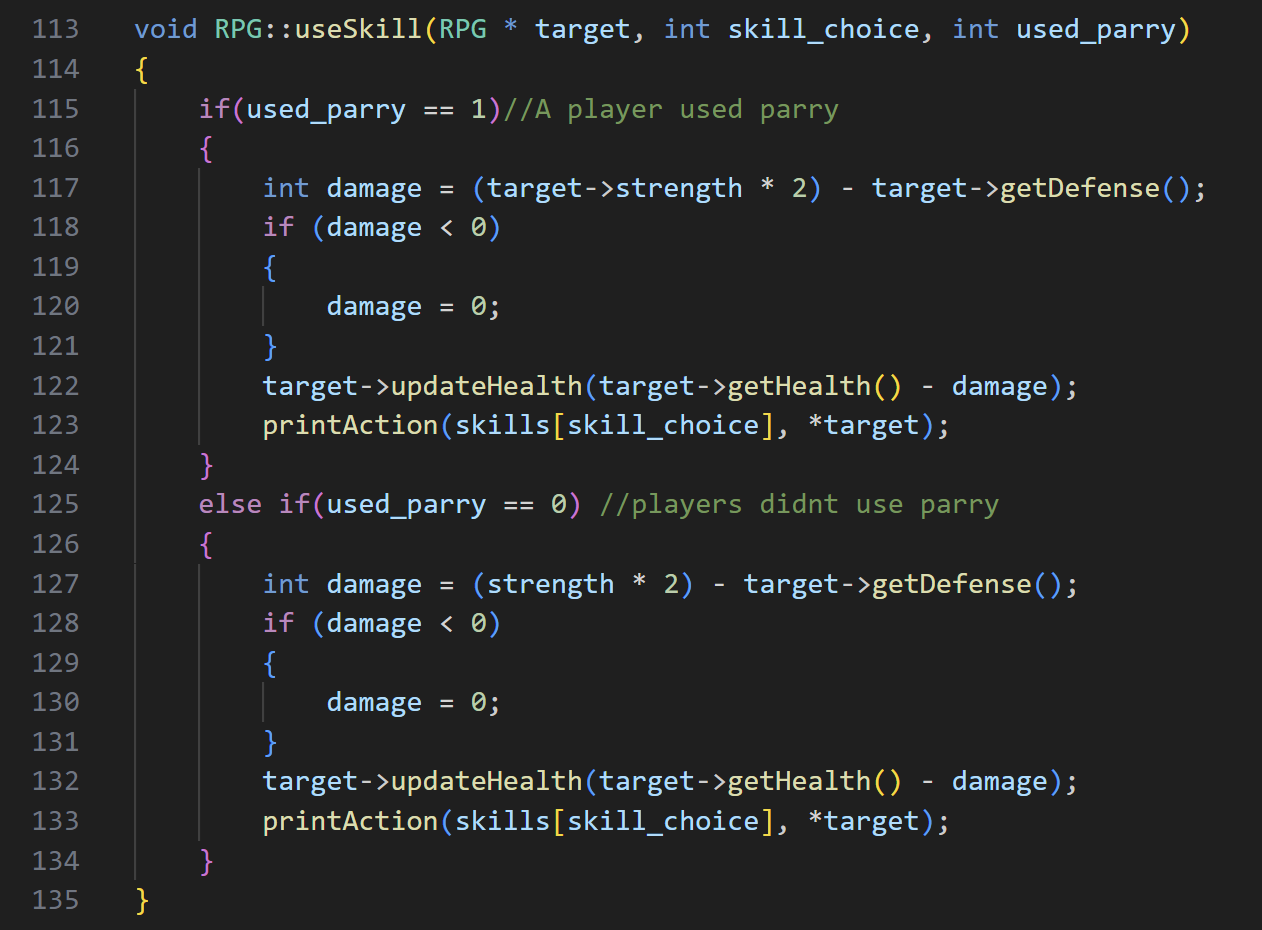 113 void RPG::useSkill(RPG * target, int skill_choice, int used_parry)
114 {
115     if(used_parry == 1)//A player used parry
116     {
117         int damage = (target->strength * 2) - target->getDefense();
118         if (damage < 0)
119         {
120             damage = 0;
121         }
122         target->updateHealth(target->getHealth() - damage);
123         printAction(skills[skill_choice], *target);
124     }
125     else if(used_parry == 0) //players didnt use parry
126     {
127         int damage = (strength * 2) - target->getDefense();
128         if (damage < 0)
129         {
130             damage = 0;
131         }
132         target->updateHealth(target->getHealth() - damage);
133         printAction(skills[skill_choice], *target);
134     }
135 }